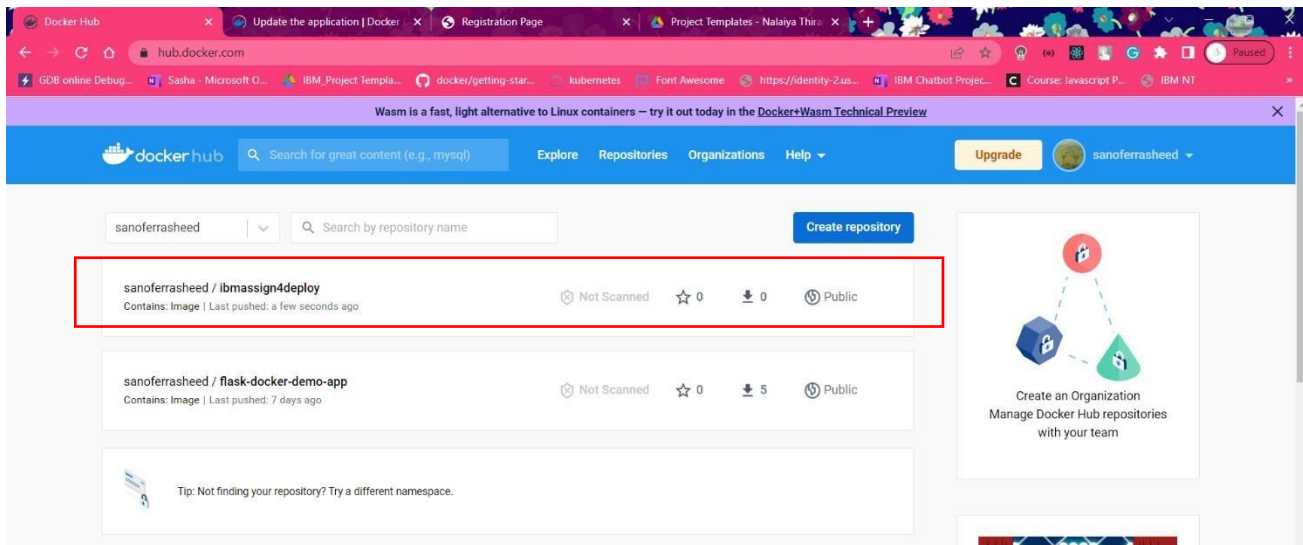 Docker Hub
Update the application | Docker
Registration Page
Project Templates - Nalaiya Thira
hub.docker.com
Paused
GDB online Debug...
Sasha - Microsoft O...
IBM_Project Templa...
docker/getting-star...
kubernetes
Font Awesome
https://identity-2.us...
IBM Chatbot Projec...
Course: Javascript P...
IBM NT
Wasm is a fast, light alternative to Linux containers — try it out today in the Docker+Wasm Technical Preview
docker hub
Search for great content (e.g., mysql)
Explore
Repositories
Organizations
Help
Upgrade
sanoferrasheed
sanoferrasheed
Search by repository name
Create repository
sanoferrasheed / ibmassign4deploy
Contains: Image | Last pushed: a few seconds ago
Not Scanned
0
0
Public
sanoferrasheed / flask-docker-demo-app
Contains: Image | Last pushed: 7 days ago
Not Scanned
0
5
Public
Create an Organization
Manage Docker Hub repositories
with your team
Tip: Not finding your repository? Try a different namespace.